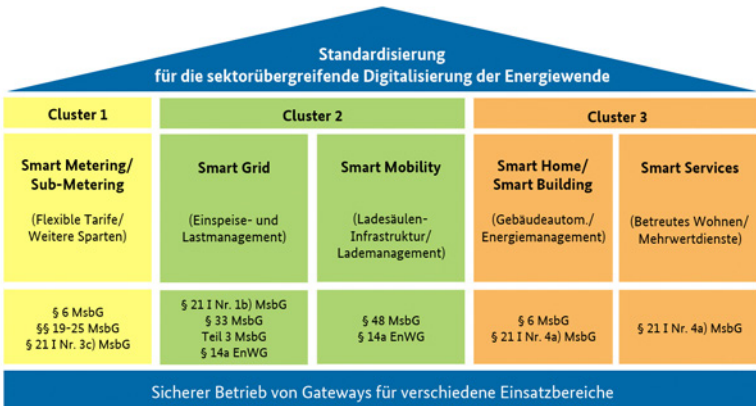 Standardisierung
für die sektorübergreifende Digitalisierung der Energiewende
Cluster 1
Cluster 2
Cluster 3
Smart Metering/
Sub-Metering
(Flexible Tarife/
Weitere Sparten)
Smart Grid
(Einspeise- und
Lastmanagement)
Smart Mobility
(Ladesäulen-
Infrastruktur/
Lademanagement)
Smart Home/
Smart Building
(Gebäudeautom./
Energiemanagement)
Smart Services
(Betreutes Wohnen/
Mehrwertdienste)
§ 6 MsbG
§§ 19-25 MsbG
§ 21 I Nr. 3c) MsbG
§ 21 I Nr. 1b) MsbG
§ 33 MsbG
Teil 3 MsbG
§ 14a EnWG
§ 48 MsbG
§ 14a EnWG
§ 6 MsbG
§ 21 I Nr. 4a) MsbG
§ 21 I Nr. 4a) MsbG
Sicherer Betrieb von Gateways für verschiedene Einsatzbereiche